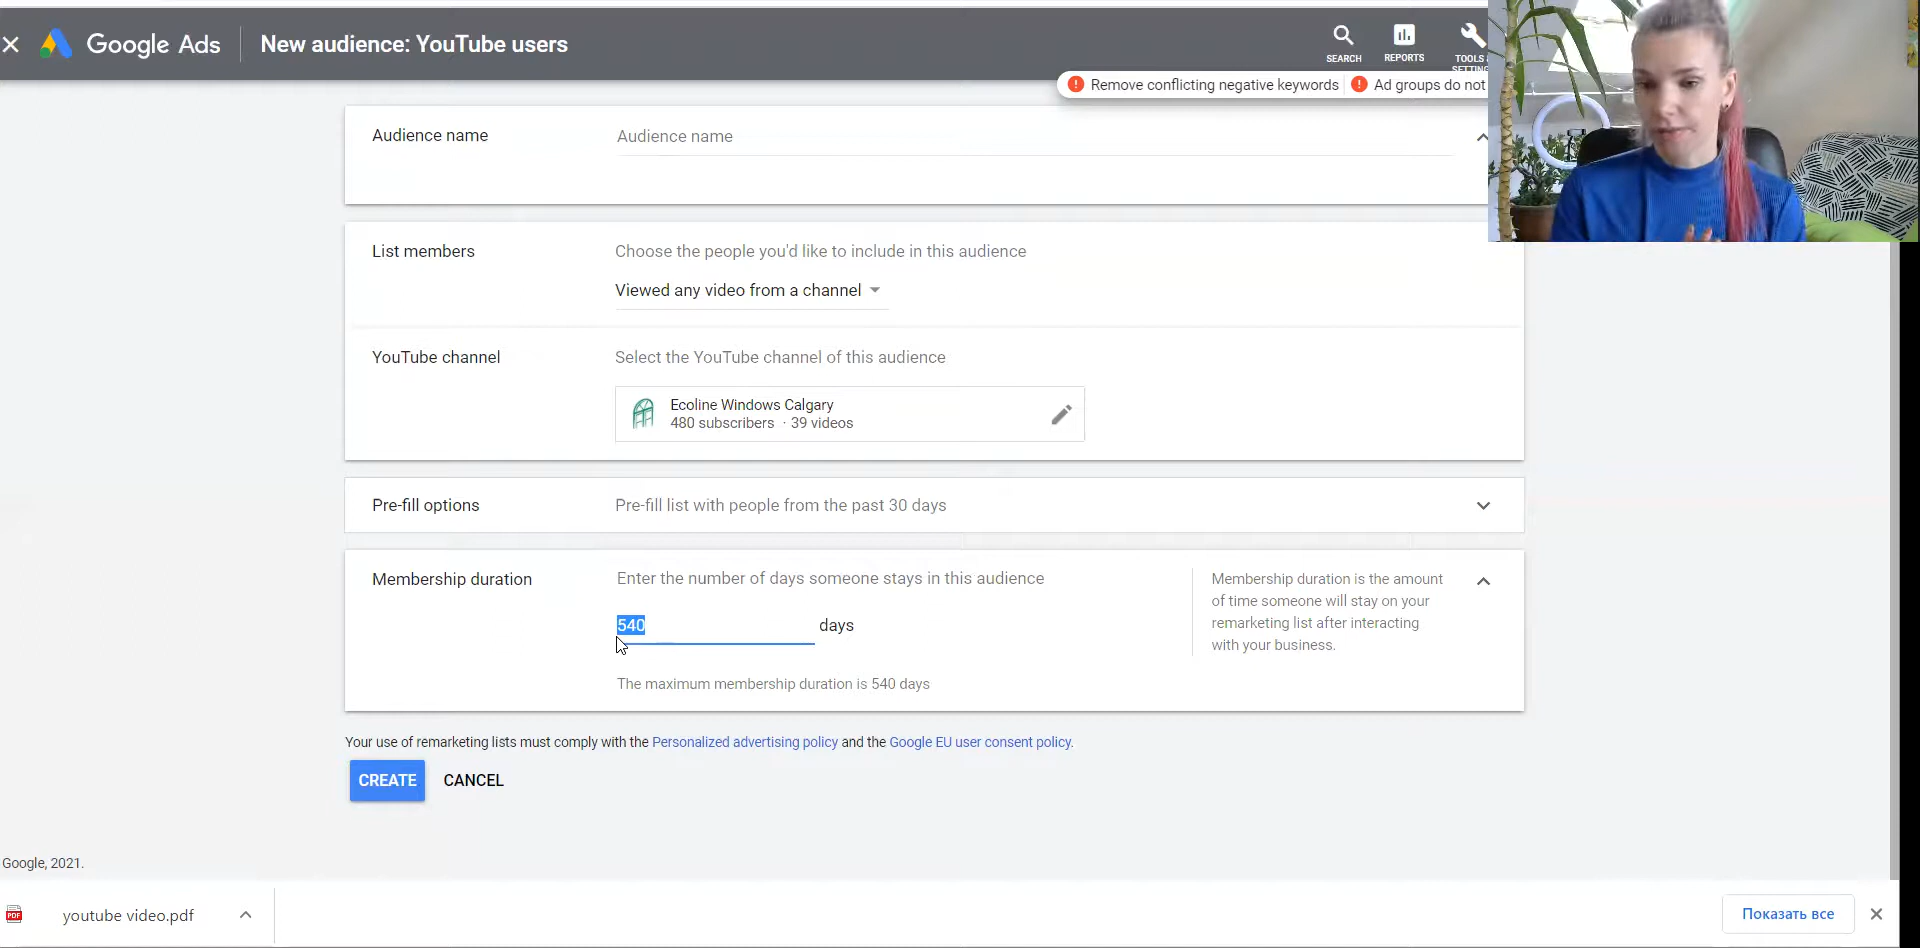 Google Ads
New audience: YouTube users
SEARCH
REPORTS
TOOLS &
Remove conflicting negative keywords
Ad groups do not
Audience name
Audience name
List members
Choose the people you'd like to include in this audience
Viewed any video from a channel
YouTube channel
Select the YouTube channel of this audience
Ecoline Windows Calgary
480 subscribers · 39 videos
Pre-fill options
Pre-fill list with people from the past 30 days
Membership duration
Enter the number of days someone stays in this audience
540 days
The maximum membership duration is 540 days
Membership duration is the amount
of time someone will stay on your
remarketing list after interacting
with your business.
Your use of remarketing lists must comply with the Personalized advertising policy and the Google EU user consent policy.
CREATE
CANCEL
Google, 2021.
PDF
youtube video.pdf
Показать все